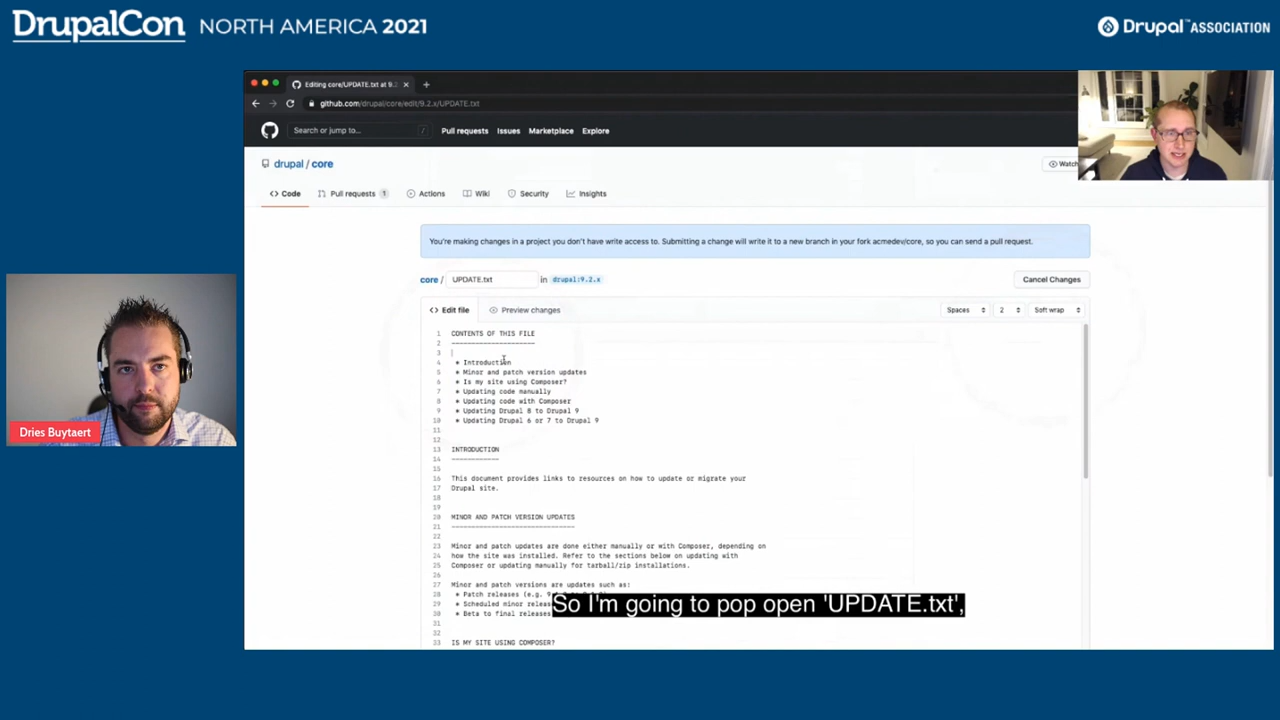 DrupalCon NORTH AMERICA 2021
Drupal™ ASSOCIATION
Editing core/UPDATE.txt at 9.2
github.com/drupal/core/edit/9.2.x/UPDATE.txt
Search or jump to... /
Pull requests Issues Marketplace Explore
drupal / core
Watch
Code Pull requests 1 Actions Wiki Security Insights
You're making changes in a project you don't have write access to. Submitting a change will write it to a new branch in your fork acmedev/core, so you can send a pull request.
core / UPDATE.txt in drupal:9.2.x
Cancel Changes
<> Edit file Preview changes Spaces 2 Soft wrap
1 CONTENTS OF THIS FILE
2 ---------------------
3
4 * Introduction
5 * Minor and patch version updates
6 * Is my site using Composer?
7 * Updating code manually
8 * Updating code with Composer
9 * Updating Drupal 8 to Drupal 9
10 * Updating Drupal 6 or 7 to Drupal 9
11
12
13 INTRODUCTION
14 ------------
15
16 This document provides links to resources on how to update or migrate your
17 Drupal site.
18
19
20 MINOR AND PATCH VERSION UPDATES
21 -------------------------------
22
23 Minor and patch updates are done either manually or with Composer, depending on
24 how the site was installed. Refer to the sections below on updating with
25 Composer or updating manually for tarball/zip installations.
26
27 Minor and patch versions are updates such as:
28 * Patch releases (e.g.
29 * Scheduled minor
30 * Beta to final releases
31
32
33 IS MY SITE USING COMPOSER?
So I'm going to pop open 'UPDATE.txt',
Dries Buytaert